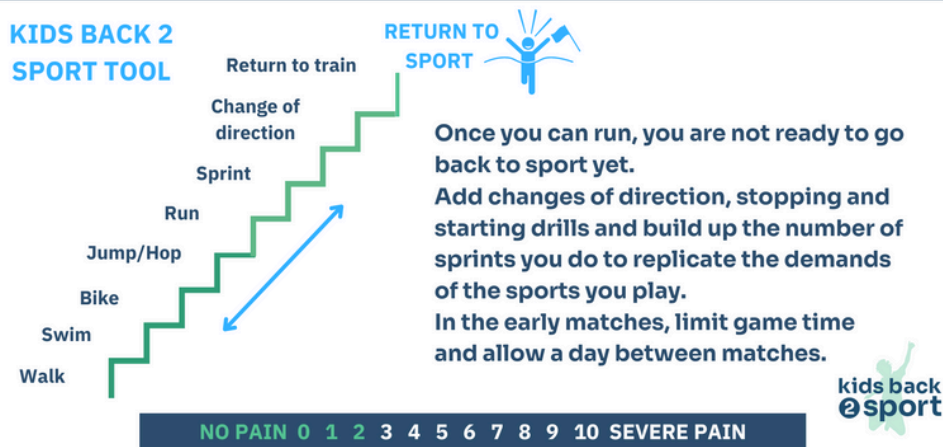 KIDS BACK 2
SPORT TOOL
RETURN TO
SPORT
Return to train
Change of
direction
Sprint
Run
Jump/Hop
Bike
Swim
Walk
Once you can run, you are not ready to go
back to sport yet.
Add changes of direction, stopping and
starting drills and build up the number of
sprints you do to replicate the demands
of the sports you play.
In the early matches, limit game time
and allow a day between matches.
kids back
2 sport
NO PAIN 0 1 2 3 4 5 6 7 8 9 10 SEVERE PAIN